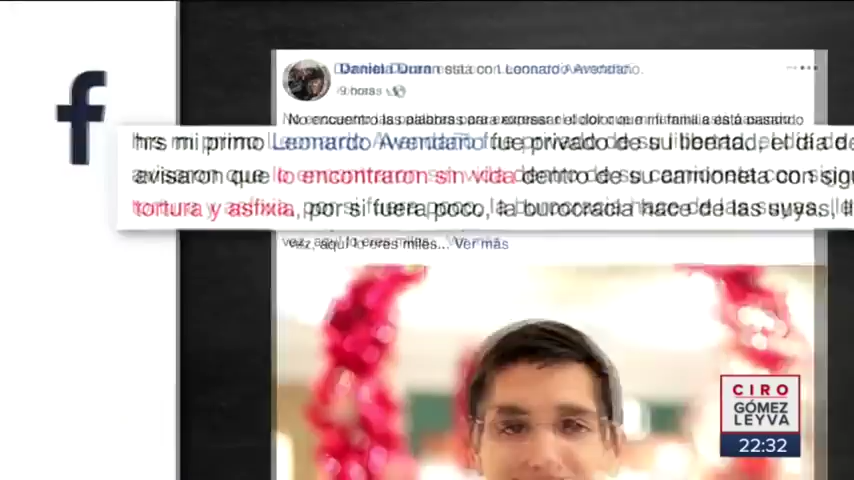 f
Daniela Duran está con Leonardo Avendaño.
9 horas
No encuentro las palabras para expresar el dolor que mi familia está pasando
hrs mi primo Leonardo Avendaño fue privado de su libertad, el día de
avisaron que lo encontraron sin vida dentro de su camioneta con sig
tortura y asfixia, por si fuera poco, la burocracia hace de las suyas, ll
vez, aquí lo eres miles... Ver más
CIRO
GÓMEZ
LEYVA
22:32